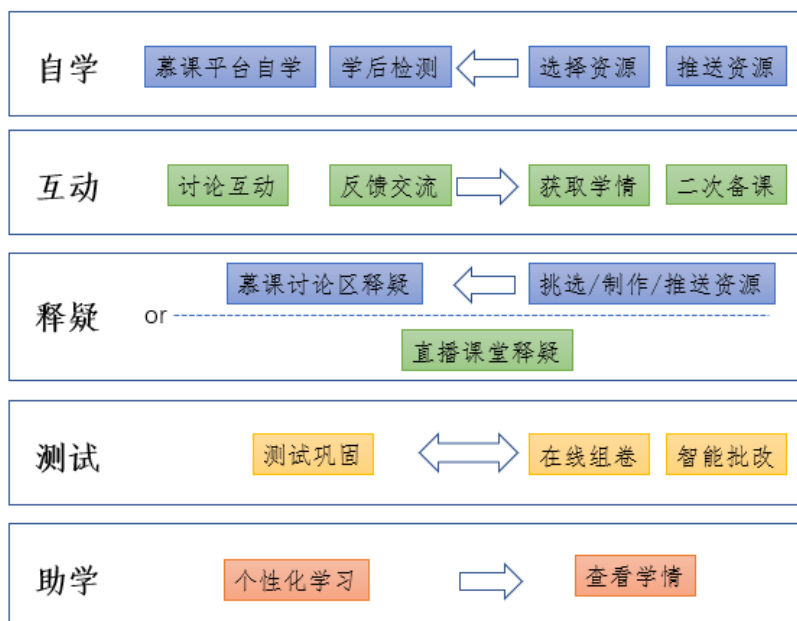 自学 慕课平台自学 学后检测 选择资源 推送资源
互动 讨论互动 反馈交流 获取学情 二次备课
慕课讨论区释疑 挑选/制作/推送资源
释疑 or
直播课堂释疑
测试 测试巩固 在线组卷 智能批改
助学 个性化学习 查看学情